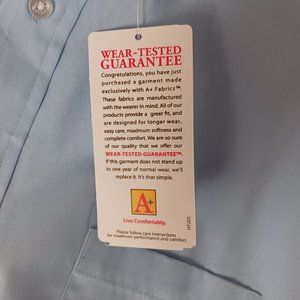 WEAR-TESTED
GUARANTEE
Congratulations, you have just
purchased a garment made
exclusively with A+ Fabrics™.
These fabrics are manufactured
with the wearer in mind. All of our
products provide a great fit, and
are designed for longer wear,
easy care, maximum softness and
complete comfort. We are so sure
of our quality that we offer our
WEAR-TESTED GUARANTEE™.
If this garment does not stand up
to one year of normal wear, we'll
replace it. It's that simple.
A+
Live Comfortably.
Please follow care instructions
for maximum performance and comfort
HT205